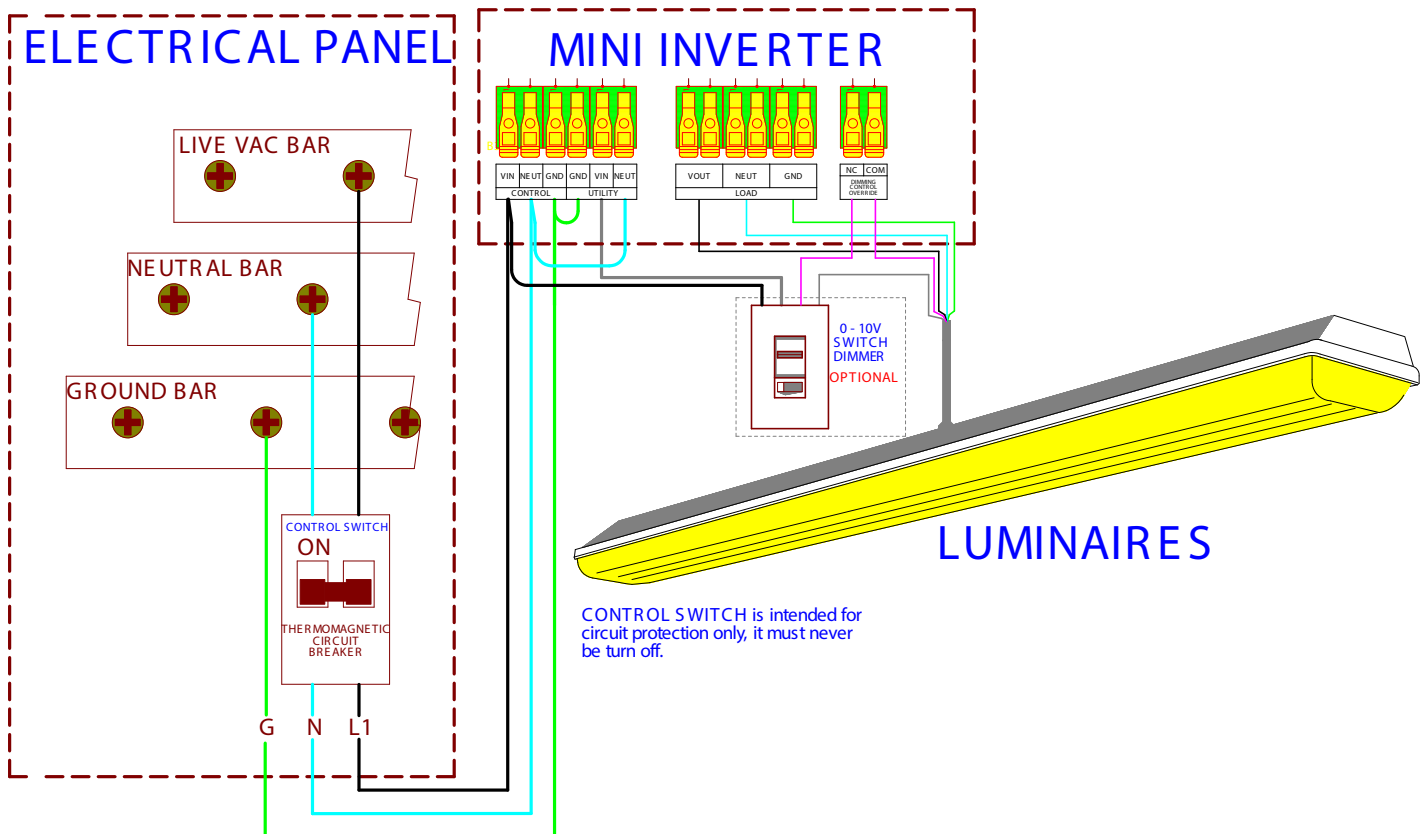 ELECTRICAL PANEL
MINI INVERTER
LIVE VAC BAR
NEUTRAL BAR
GROUND BAR
VIN NEUT GND GND VIN NEUT
CONTROL UTILITY
VOUT NEUT GND
LOAD
NC COM
DIMMING
CONTROL
OVERRIDE
0 - 10V
SWITCH
DIMMER
OPTIONAL
CONTROL SWITCH
ON
THERMOMAGNETIC
CIRCUIT
BREAKER
G N L1
LUMINAIRES
CONTROL SWITCH is intended for
circuit protection only, it must never
be turn off.